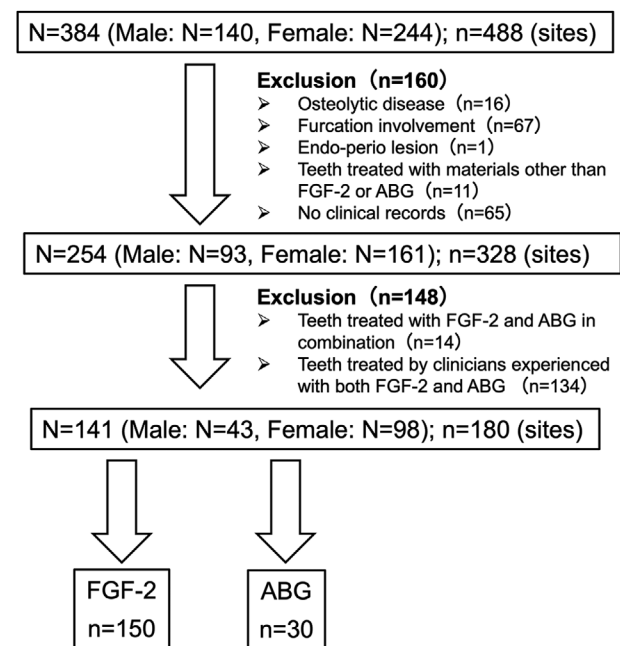 N=384 (Male: N=140, Female: N=244); n=488 (sites)
Exclusion（n=160）
➢ Osteolytic disease（n=16）
➢ Furcation involvement（n=67）
➢ Endo-perio lesion（n=1）
➢ Teeth treated with materials other than
FGF-2 or ABG（n=11）
➢ No clinical records（n=65）
N=254 (Male: N=93, Female: N=161); n=328 (sites)
Exclusion（n=148）
➢ Teeth treated with FGF-2 and ABG in
combination（n=14）
➢ Teeth treated by clinicians experienced
with both FGF-2 and ABG （n=134）
N=141 (Male: N=43, Female: N=98); n=180 (sites)
FGF-2
n=150
ABG
n=30